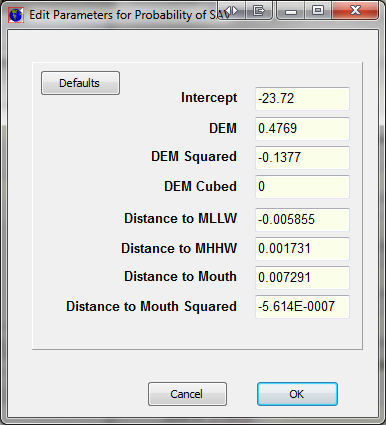 Edit Parameters for Probability of SAV
Defaults
Intercept -23.72
DEM 0.4769
DEM Squared -0.1377
DEM Cubed 0
Distance to MLLW -0.005855
Distance to MHHW 0.001731
Distance to Mouth 0.007291
Distance to Mouth Squared -5.614E-0007
Cancel OK